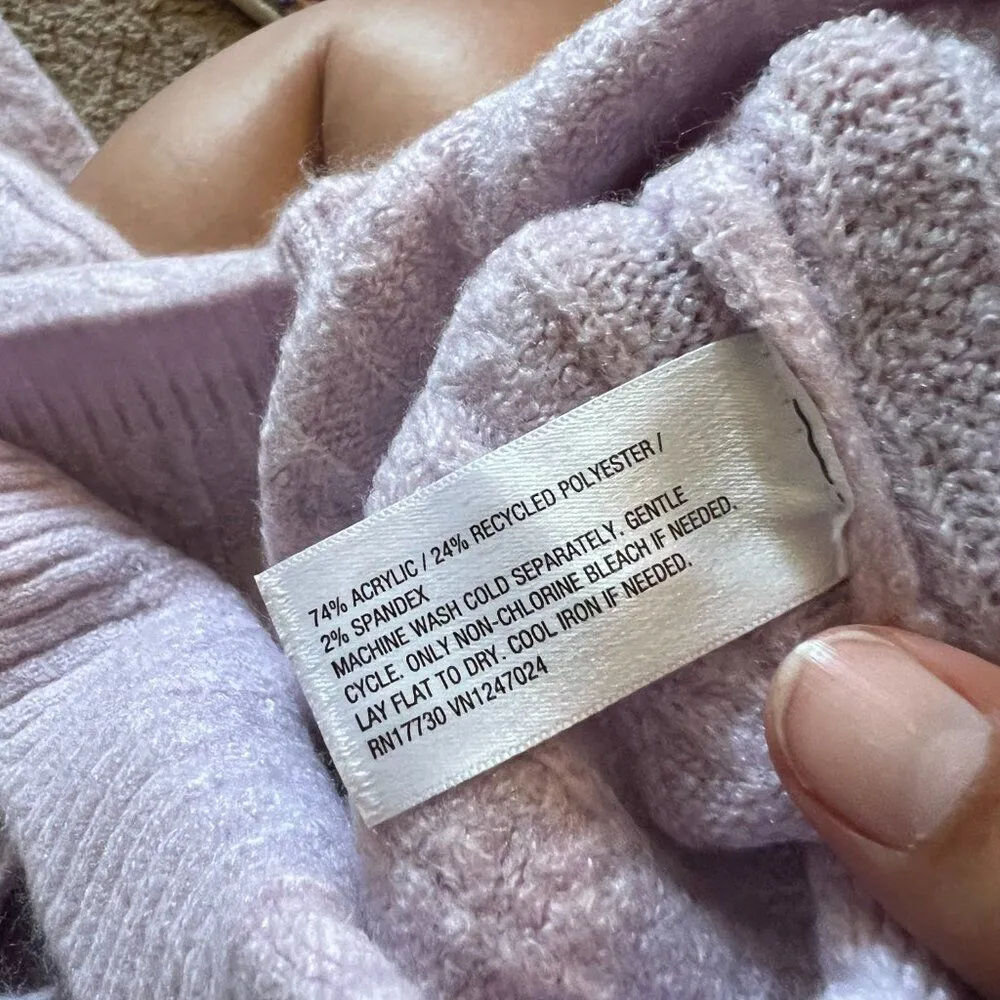 74% ACRYLIC / 24% RECYCLED POLYESTER /
2% SPANDEX
MACHINE WASH COLD SEPARATELY. GENTLE
CYCLE. ONLY NON-CHLORINE BLEACH IF NEEDED.
LAY FLAT TO DRY. COOL IRON IF NEEDED.
RN17730 VN1247024